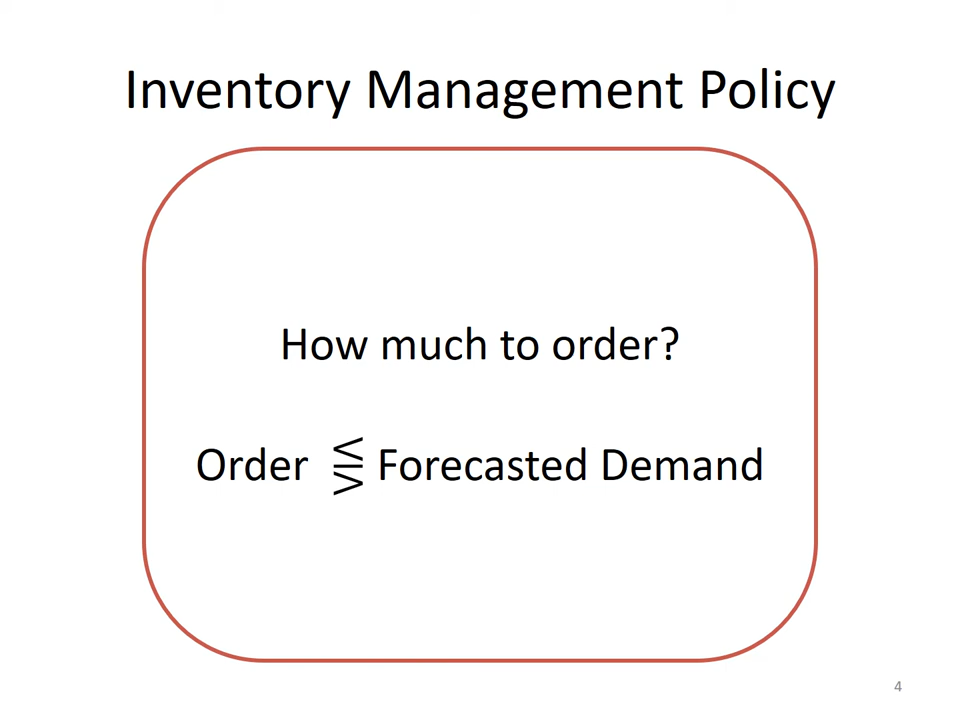 Inventory Management Policy
How much to order?
Order ⋚ Forecasted Demand
4